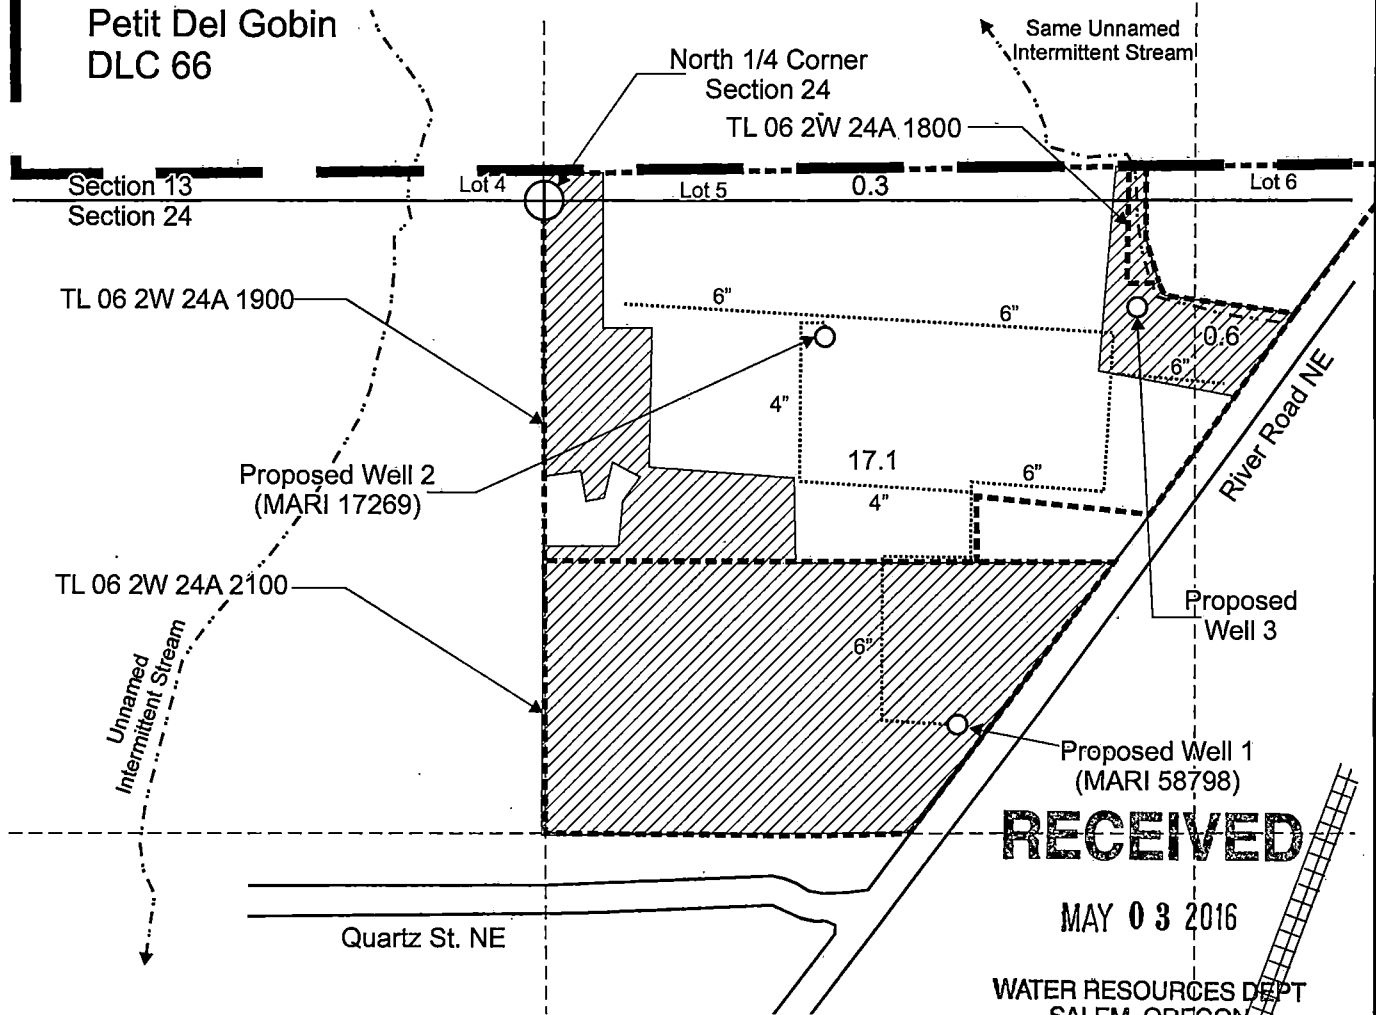 Petit Del Gobin
DLC 66
Same Unnamed
Intermittent Stream
North 1/4 Corner
Section 24
TL 06 2W 24A 1800
Section 13
Section 24
Lot 4
Lot 5
0.3
Lot 6
TL 06 2W 24A 1900
6”
6”
0.6
6”
4”
River Road NE
Proposed Well 2
(MARI 17269)
17.1
6”
4”
TL 06 2W 24A 2100
Proposed
Well 3
6”
Unnamed
Intermittent Stream
Proposed Well 1
(MARI 58798)
RECEIVED
MAY 03 2016
Quartz St. NE
WATER RESOURCES DEPT
SALEM, OREGON